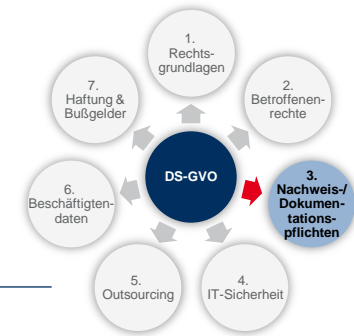 1.
Rechts-
grundlagen
2.
Betroffenen-
rechte
3.
Nachweis-/
Dokumen-
tations-
pflichten
4.
IT-Sicherheit
5.
Outsourcing
6.
Beschäftigten-
daten
7.
Haftung &
Bußgelder
DS-GVO